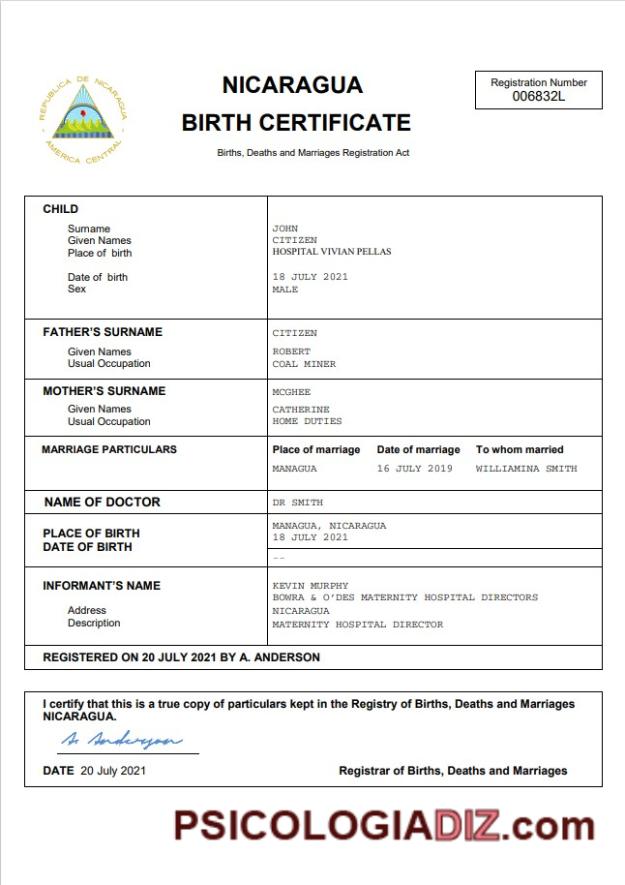 REPUBLICA DE NICARAGUA
AMERICA CENTRAL
NICARAGUA
BIRTH CERTIFICATE
Births, Deaths and Marriages Registration Act
Registration Number
006832L
CHILD
Surname JOHN
Given Names CITIZEN
Place of birth HOSPITAL VIVIAN PELLAS
Date of birth 18 JULY 2021
Sex MALE
FATHER'S SURNAME CITIZEN
Given Names ROBERT
Usual Occupation COAL MINER
MOTHER'S SURNAME MCGHEE
Given Names CATHERINE
Usual Occupation HOME DUTIES
MARRIAGE PARTICULARS Place of marriage Date of marriage To whom married
MANAGUA 16 JULY 2019 WILLIAMINA SMITH
NAME OF DOCTOR DR SMITH
PLACE OF BIRTH MANAGUA, NICARAGUA
DATE OF BIRTH 18 JULY 2021
--
INFORMANT'S NAME KEVIN MURPHY
BOWRA & O'DES MATERNITY HOSPITAL DIRECTORS
Address NICARAGUA
Description MATERNITY HOSPITAL DIRECTOR
REGISTERED ON 20 JULY 2021 BY A. ANDERSON
I certify that this is a true copy of particulars kept in the Registry of Births, Deaths and Marriages
NICARAGUA.
A. Anderson
DATE 20 July 2021 Registrar of Births, Deaths and Marriages
PSICOLOGIADIZ.com